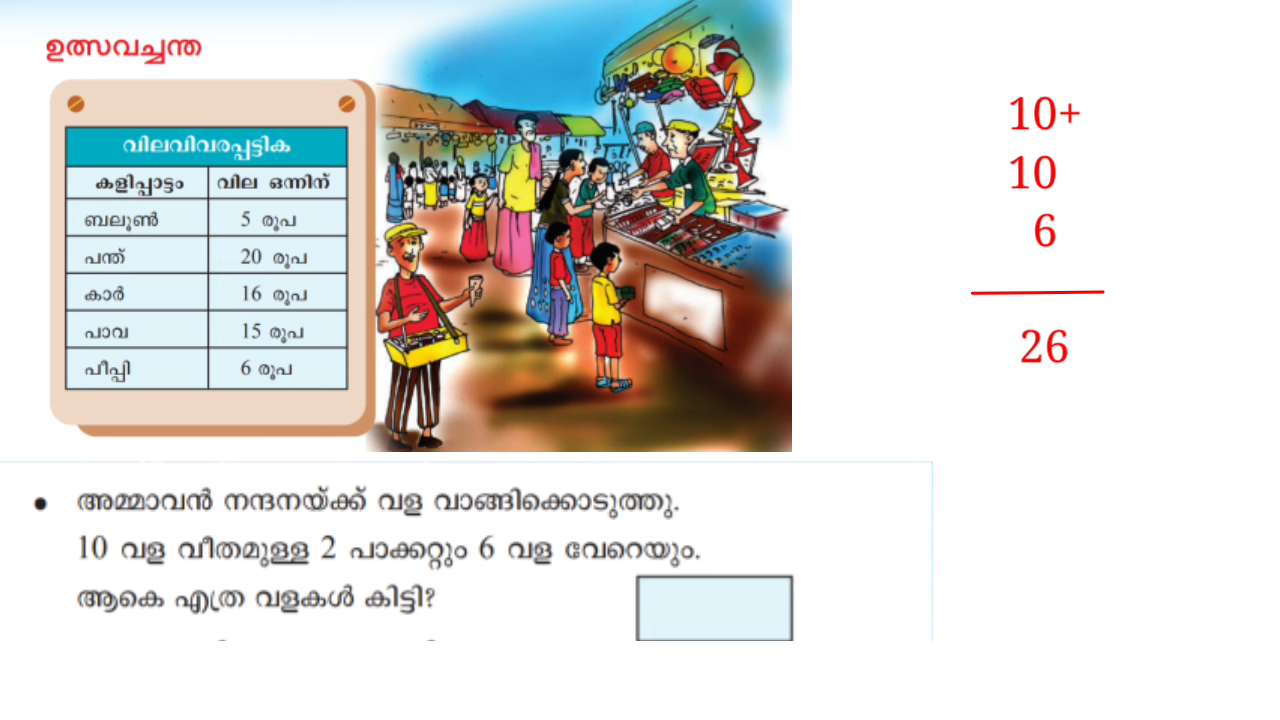 ഉത്സവച്ചന്ത
വിലവിവരപ്പട്ടിക
കളിപ്പാട്ടം വില ഒന്നിന്
ബലൂൺ 5 രൂപ
പന്ത് 20 രൂപ
കാർ 16 രൂപ
പാവ 15 രൂപ
പീപ്പി 6 രൂപ
10+
10
6
26
• അമ്മാവൻ നന്ദനയ്ക്ക് വള വാങ്ങിക്കൊടുത്തു.
10 വള വീതമുള്ള 2 പാക്കറ്റും 6 വള വേറെയും.
ആകെ എത്ര വളകൾ കിട്ടി?